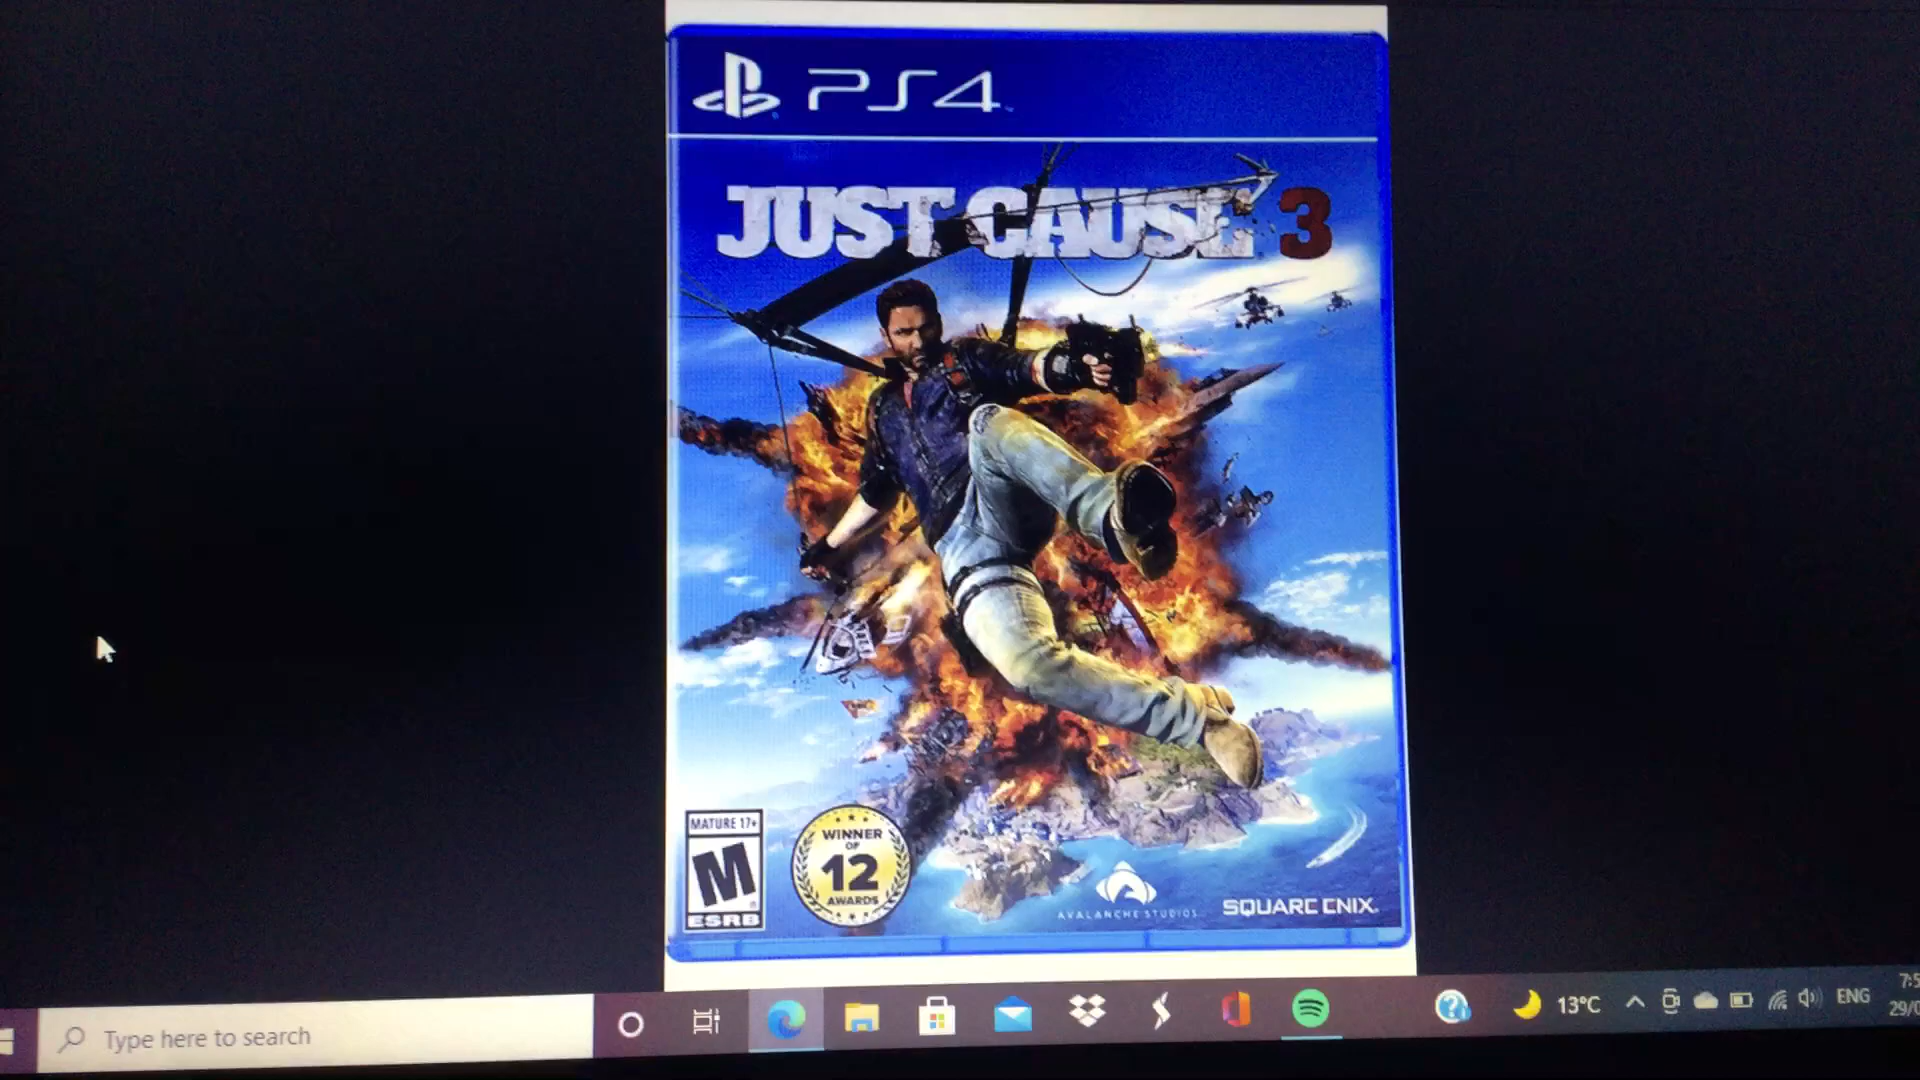 PS4
JUST CAUSE 3
MATURE 17+
M
ESRB
WINNER
OF
12
AWARDS
AVALANCHE STUDIOS
SQUARE ENIX
Type here to search
13°C
ENG